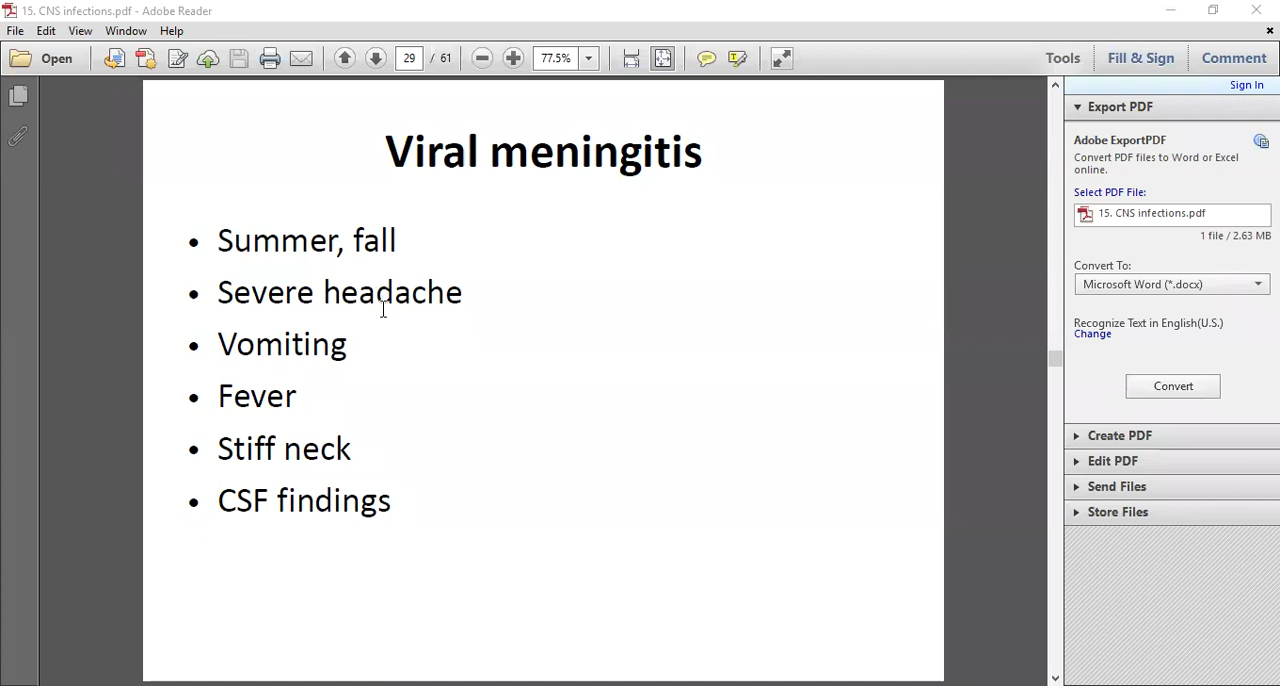 15. CNS infections.pdf - Adobe Reader
File Edit View Window Help
Open 29 / 61 77.5% Tools Fill & Sign Comment
Sign In
Export PDF
Adobe ExportPDF
Convert PDF files to Word or Excel
online.
Select PDF File:
15. CNS infections.pdf
1 file / 2.63 MB
Convert To:
Microsoft Word (*.docx)
Recognize Text in English(U.S.)
Change
Convert
Create PDF
Edit PDF
Send Files
Store Files
Viral meningitis
• Summer, fall
• Severe headache
• Vomiting
• Fever
• Stiff neck
• CSF findings